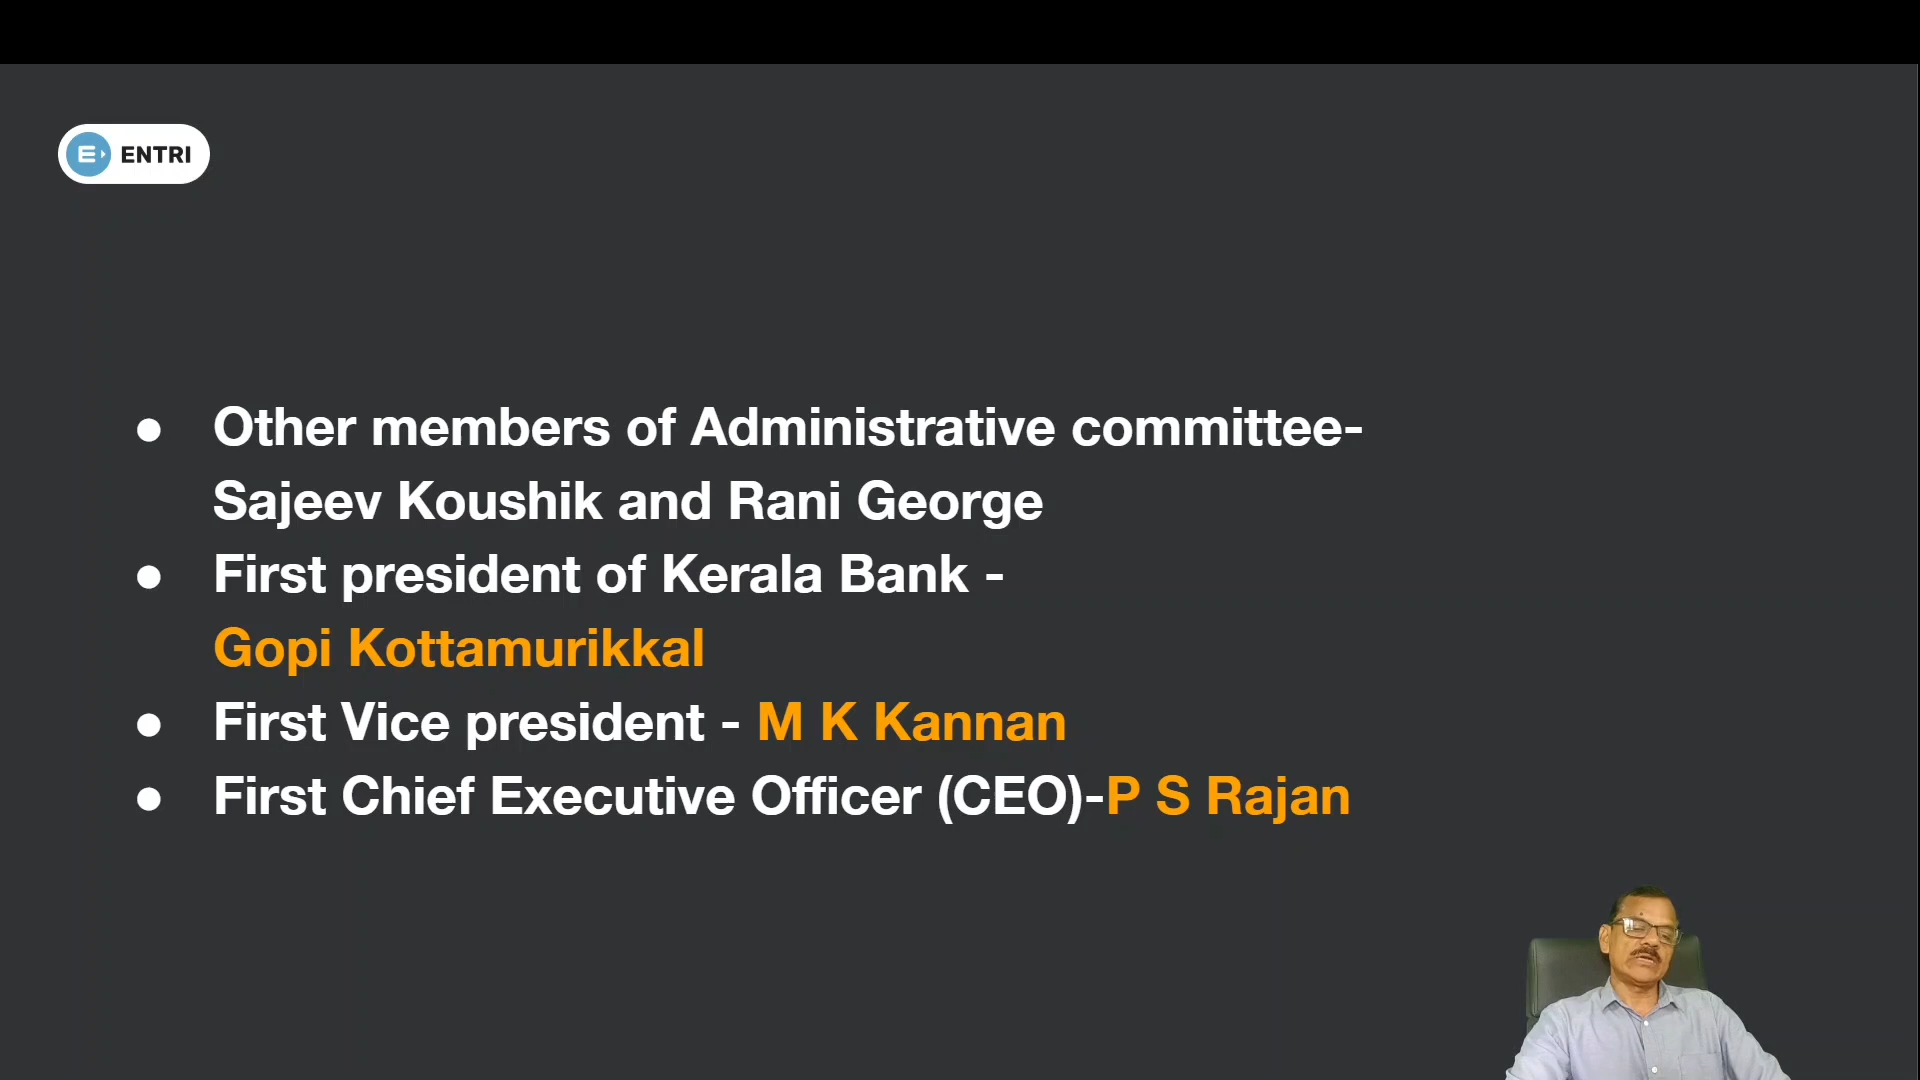 ENTRI
● Other members of Administrative committee-
Sajeev Koushik and Rani George
● First president of Kerala Bank -
Gopi Kottamurikkal
● First Vice president - M K Kannan
● First Chief Executive Officer (CEO)-P S Rajan